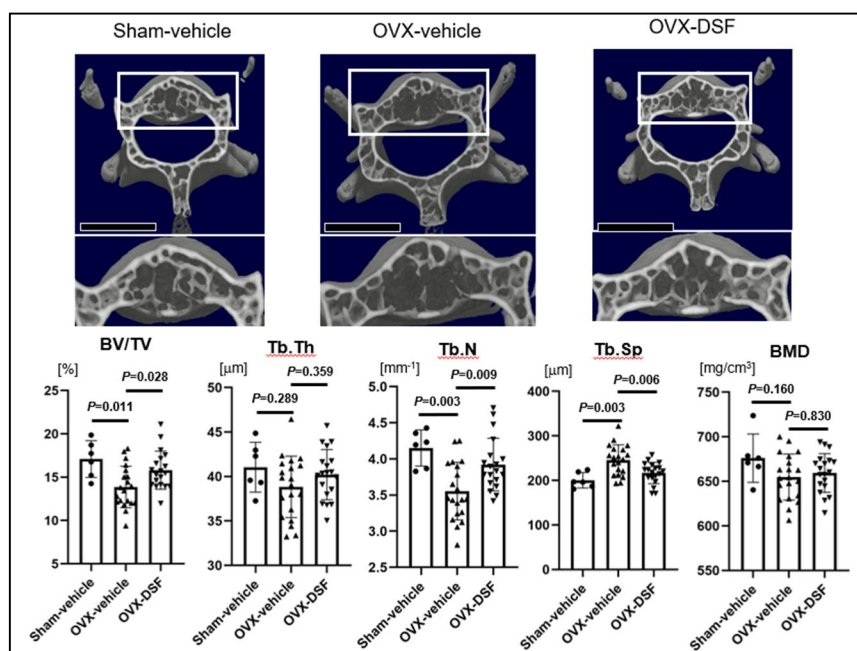 Sham-vehicle OVX-vehicle OVX-DSF
BV/TV
[%]
P=0.028
P=0.011
25
20
15
10
5
Sham-vehicle
OVX-vehicle
OVX-DSF
Tb.Th
[μm]
P=0.359
P=0.289
50
45
40
35
30
Sham-vehicle
OVX-vehicle
OVX-DSF
Tb.N
[mm⁻¹]
P=0.009
P=0.003
5.0
4.5
4.0
3.5
3.0
2.5
Sham-vehicle
OVX-vehicle
OVX-DSF
Tb.Sp
[μm]
P=0.006
P=0.003
400
300
200
100
0
Sham-vehicle
OVX-vehicle
OVX-DSF
BMD
[mg/cm³]
P=0.160
P=0.830
750
700
650
600
550
Sham-vehicle
OVX-vehicle
OVX-DSF